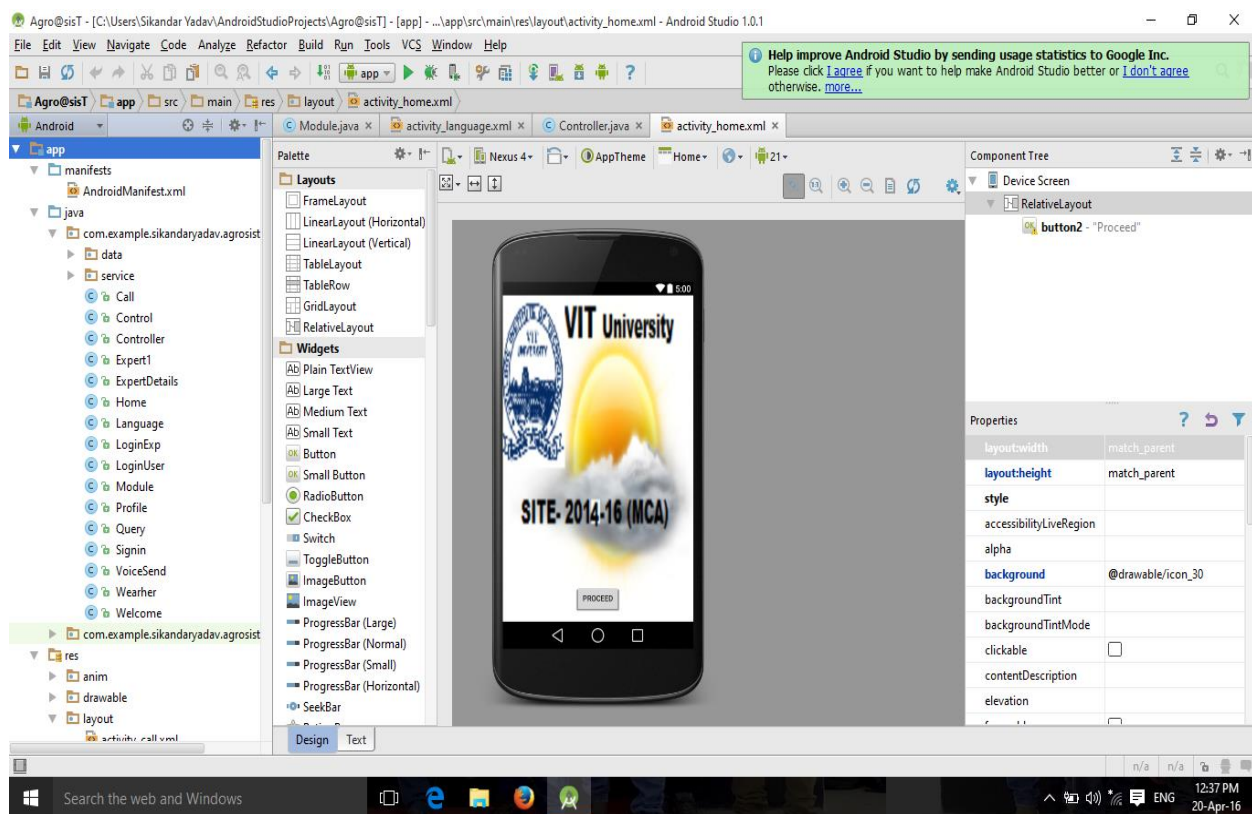 Agro@sisT - [C:\Users\Sikandar Yadav\AndroidStudioProjects\Agro@sisT] - [app] - ...\app\src\main\res\layout\activity_home.xml - Android Studio 1.0.1
File Edit View Navigate Code Analyze Refactor Build Run Tools VCS Window Help
Help improve Android Studio by sending usage statistics to Google Inc.
Please click I agree if you want to help make Android Studio better or I don't agree
otherwise. more...
app
Agro@sisT app src main res layout activity_home.xml
Android
Module.java
activity_language.xml
Controller.java
activity_home.xml
app
manifests
AndroidManifest.xml
java
com.example.sikandaryadav.agrosist
data
service
Call
Control
Controller
Expert1
ExpertDetails
Home
Language
LoginExp
LoginUser
Module
Profile
Query
Signin
VoiceSend
Wearher
Welcome
com.example.sikandaryadav.agrosist
res
anim
drawable
layout
activity_call.xml
Palette
Layouts
FrameLayout
LinearLayout (Horizontal)
LinearLayout (Vertical)
TableLayout
TableRow
GridLayout
RelativeLayout
Widgets
Plain TextView
Large Text
Medium Text
Small Text
Button
Small Button
RadioButton
CheckBox
Switch
ToggleButton
ImageButton
ImageView
ProgressBar (Large)
ProgressBar (Normal)
ProgressBar (Small)
ProgressBar (Horizontal)
SeekBar
Design Text
Nexus 4 AppTheme Home 21
5:00
VIT University
SITE- 2014-16 (MCA)
PROCEED
Component Tree
Device Screen
RelativeLayout
button2 - "Proceed"
Properties
layout:width match_parent
layout:height match_parent
style
accessibilityLiveRegion
alpha
background @drawable/icon_30
backgroundTint
backgroundTintMode
clickable
contentDescription
elevation
n/a n/a
Search the web and Windows
ENG
12:37 PM
20-Apr-16